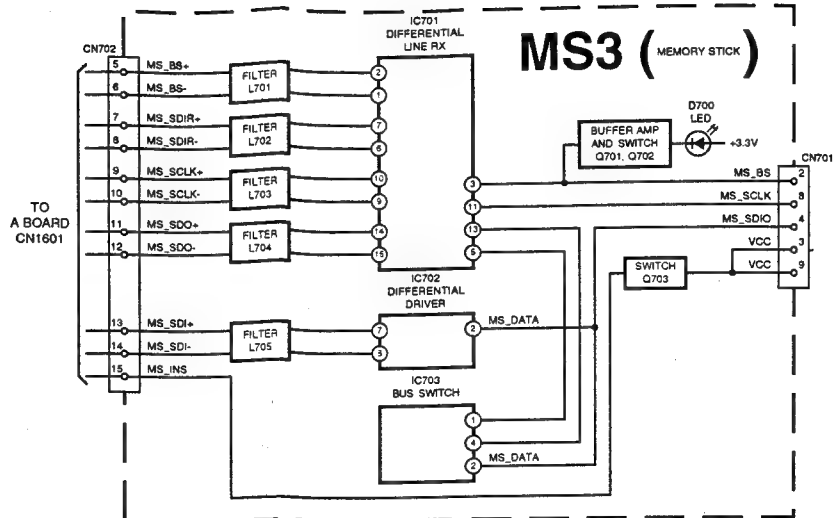 MS3 (MEMORY STICK)
CN702
TO
A BOARD
CN1601
5 MS_BS+
6 MS_BS-
7 MS_SDIR+
8 MS_SDIR-
9 MS_SCLK+
10 MS_SCLK-
11 MS_SDO+
12 MS_SDO-
13 MS_SDI+
14 MS_SDI-
15 MS_INS
FILTER
L701
FILTER
L702
FILTER
L703
FILTER
L704
FILTER
L705
IC701
DIFFERENTIAL
LINE RX
2
1
7
6
10
9
14
15
3
11
13
5
IC702
DIFFERENTIAL
DRIVER
7
8
2 MS_DATA
IC703
BUS SWITCH
1
4
2 MS_DATA
BUFFER AMP
AND SWITCH
Q701, Q702
D700
LED
+3.3V
SWITCH
Q703
CN701
MS_BS 2
MS_SCLK 8
MS_SDIO 4
VCC 3
VCC 9